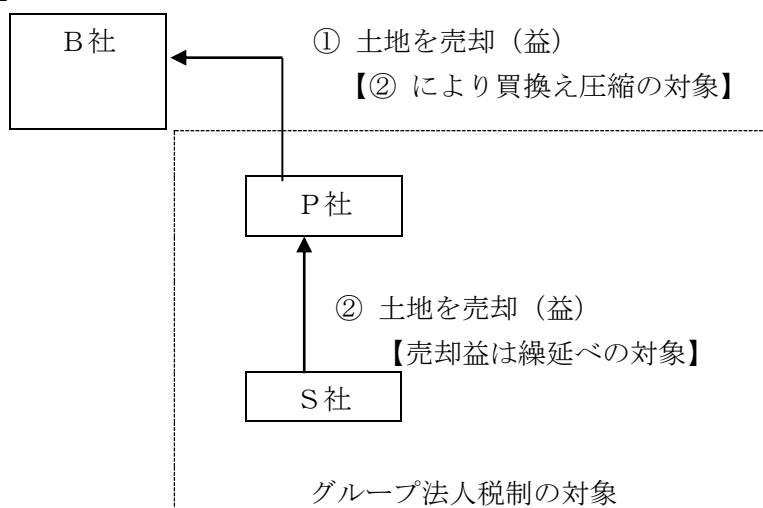 B社
① 土地を売却（益）
【② により買換え圧縮の対象】
P社
② 土地を売却（益）
【売却益は繰延べの対象】
S社
グループ法人税制の対象